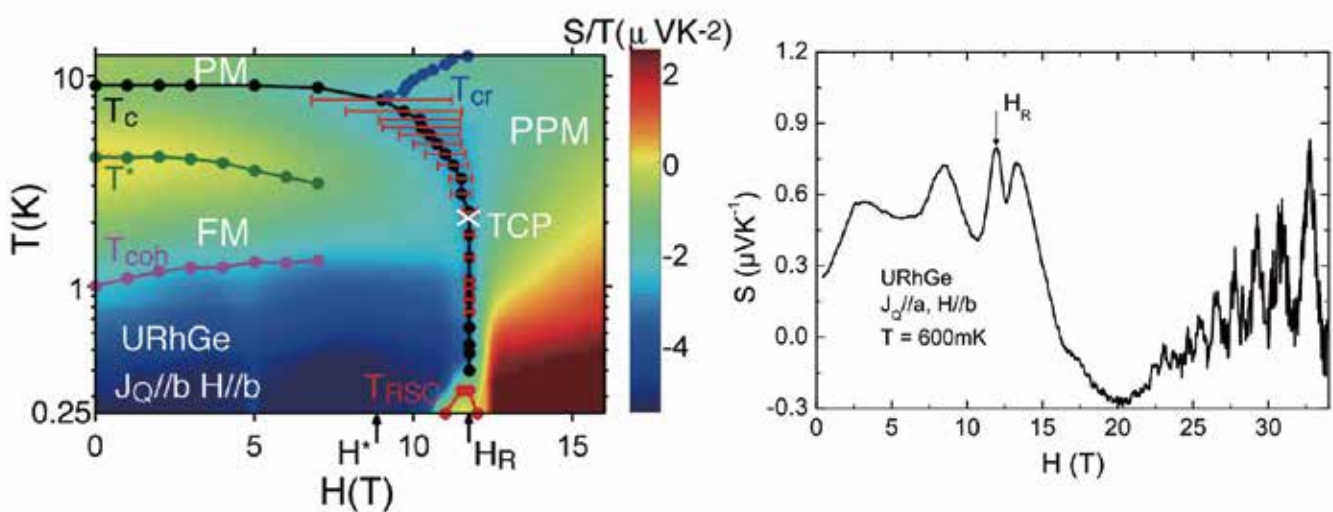 S/T(μ VK-2)
10
1
0.25
T(K)
PM
Tc
T*
FM
Tcoh
Tcr
PPM
TCP
URhGe
JQ//b H//b
TRSC
0
5
10
15
H*
HR
H(T)
2
0
-2
-4
1.2
0.9
0.6
0.3
0.0
-0.3
S (μVK⁻¹)
HR
URhGe
JQ//a, H//b
T = 600mK
0 5 10 15 20 25 30
H (T)